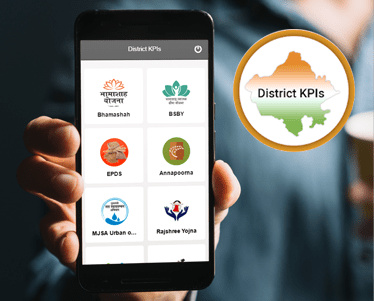 District KPIs
भामाशाह
योजना
Bhamashah
BSBY
EPDS
Annapoorna
MJSA Urban o...
Rajshree Yojna
District KPIs